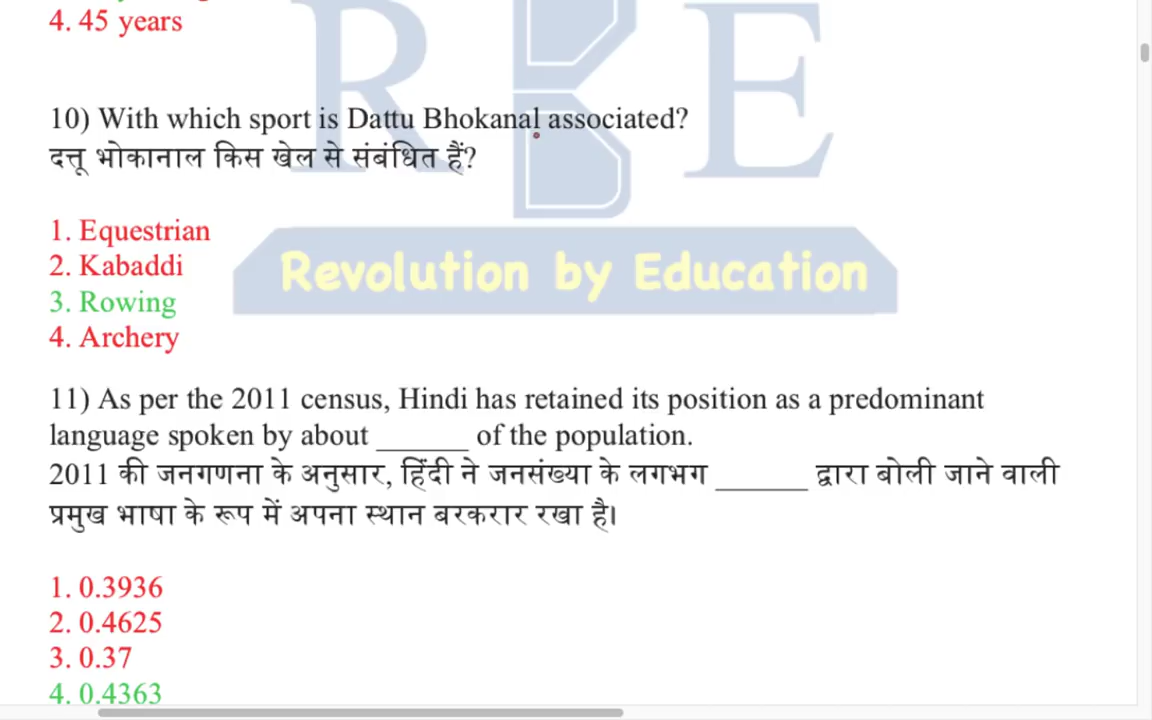 4. 45 years
10) With which sport is Dattu Bhokanal associated?
दत्तू भोकानाल किस खेल से संबंधित हैं?
1. Equestrian
2. Kabaddi
3. Rowing
4. Archery
RBE
Revolution by Education
11) As per the 2011 census, Hindi has retained its position as a predominant
language spoken by about ______ of the population.
2011 की जनगणना के अनुसार, हिंदी ने जनसंख्या के लगभग ______ द्वारा बोली जाने वाली
प्रमुख भाषा के रूप में अपना स्थान बरकरार रखा है।
1. 0.3936
2. 0.4625
3. 0.37
4. 0.4363